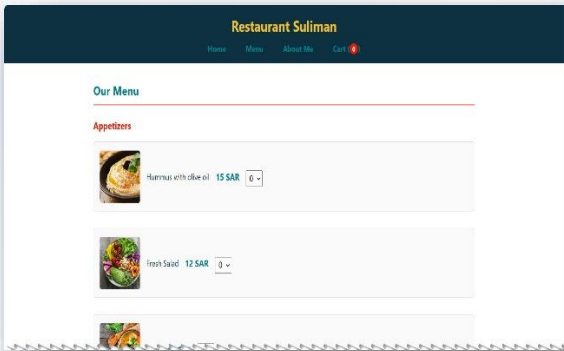 Restaurant Suliman
Home Menu About Me Cart 0
Our Menu
Appetizers
Hummus with olive oil 15 SAR 0
Fresh Salad 12 SAR 0